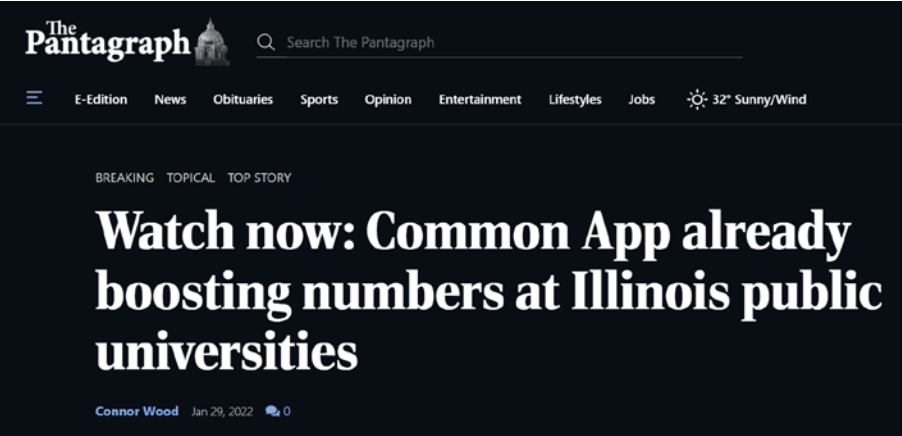 The
Pantagraph
Search The Pantagraph
E-Edition News Obituaries Sports Opinion Entertainment Lifestyles Jobs 32° Sunny/Wind
BREAKING TOPICAL TOP STORY
Watch now: Common App already
boosting numbers at Illinois public
universities
Connor Wood Jan 29, 2022 0